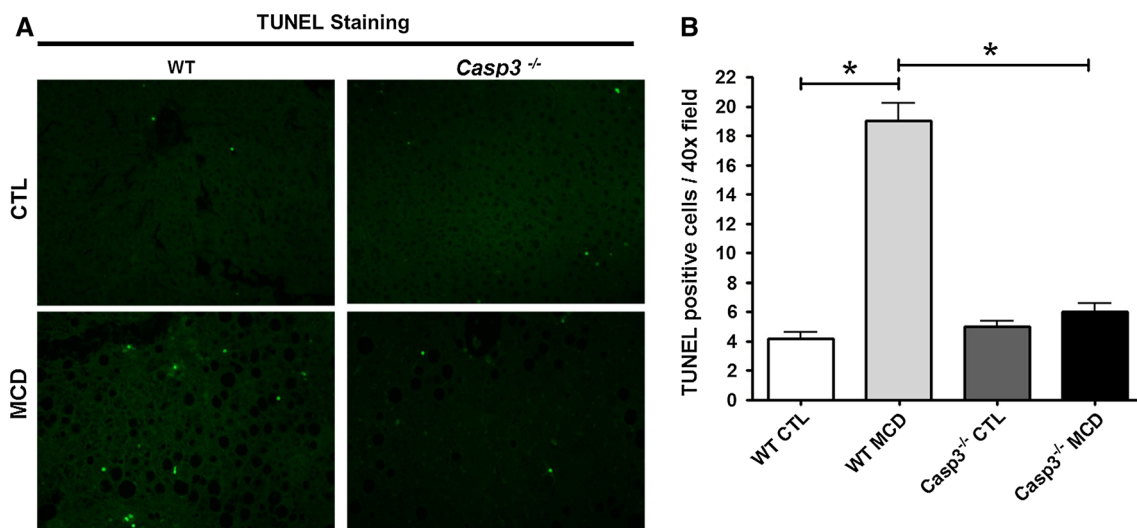 A
TUNEL Staining
WT
Casp3 -/-
CTL
MCD
B
TUNEL positive cells / 40x field
22
20
18
16
14
12
10
8
6
4
2
0
*
*
WT CTL
WT MCD
Casp3-/- CTL
Casp3-/- MCD